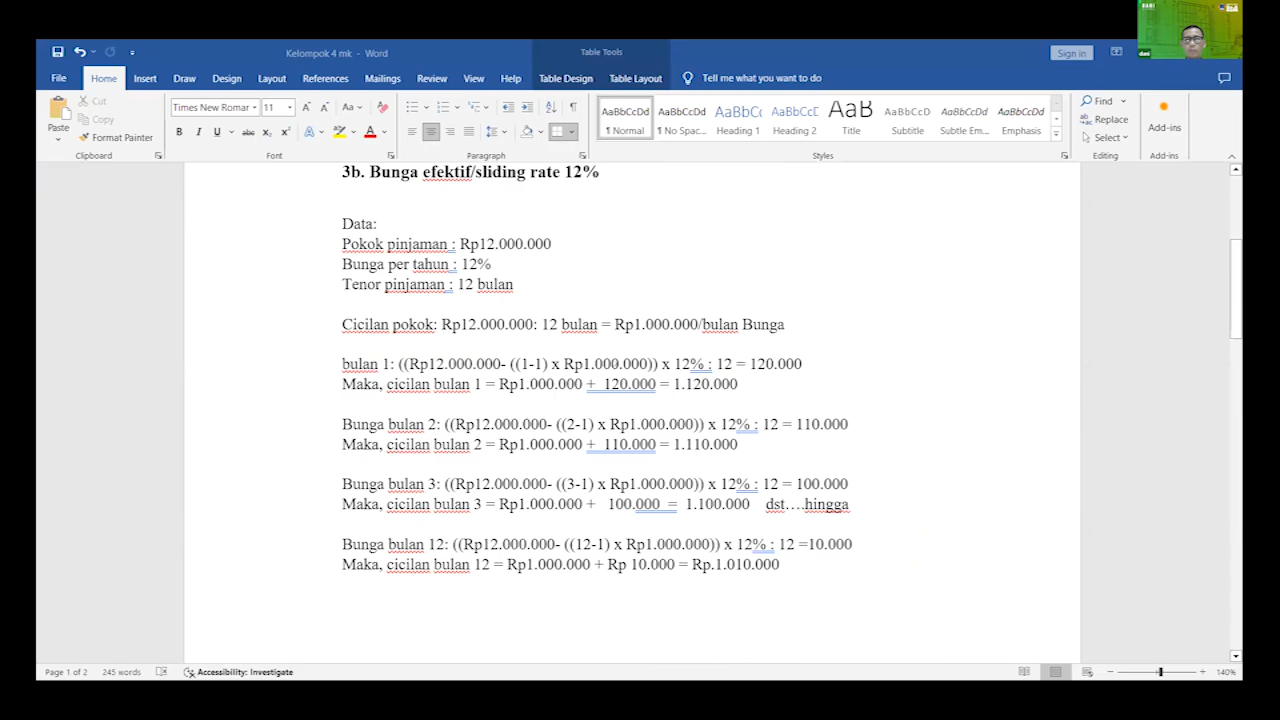 DANI
dani
Kelompok 4 mk - Word
Table Tools
Sign in
File Home Insert Draw Design Layout References Mailings Review View Help Table Design Table Layout Tell me what you want to do
Paste
Cut
Copy
Format Painter
Clipboard
Times New Roman 11
Font
Paragraph
AaBbCcDd AaBbCcDd AaBbCc AaBbCcD AaB AaBbCcD AaBbCcDd AaBbCcDd
¶ Normal ¶ No Spac... Heading 1 Heading 2 Title Subtitle Subtle Em... Emphasis
Styles
Find
Replace
Select
Editing
Add-ins
Add-ins
3b. Bunga efektif/sliding rate 12%
Data:
Pokok pinjaman : Rp12.000.000
Bunga per tahun : 12%
Tenor pinjaman : 12 bulan
Cicilan pokok: Rp12.000.000: 12 bulan = Rp1.000.000/bulan Bunga
bulan 1: ((Rp12.000.000- ((1-1) x Rp1.000.000)) x 12% : 12 = 120.000
Maka, cicilan bulan 1 = Rp1.000.000 + 120.000 = 1.120.000
Bunga bulan 2: ((Rp12.000.000- ((2-1) x Rp1.000.000)) x 12% : 12 = 110.000
Maka, cicilan bulan 2 = Rp1.000.000 + 110.000 = 1.110.000
Bunga bulan 3: ((Rp12.000.000- ((3-1) x Rp1.000.000)) x 12% : 12 = 100.000
Maka, cicilan bulan 3 = Rp1.000.000 + 100.000 = 1.100.000 dst….hingga
Bunga bulan 12: ((Rp12.000.000- ((12-1) x Rp1.000.000)) x 12% : 12 =10.000
Maka, cicilan bulan 12 = Rp1.000.000 + Rp 10.000 = Rp.1.010.000
Page 1 of 2 245 words Accessibility: Investigate 140%